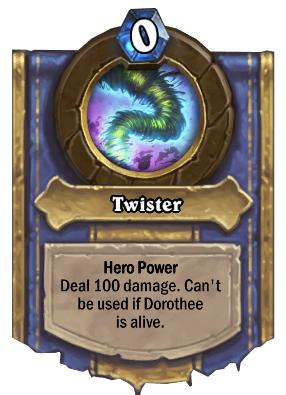 0
Twister
Hero Power
Deal 100 damage. Can't
be used if Dorothee
is alive.